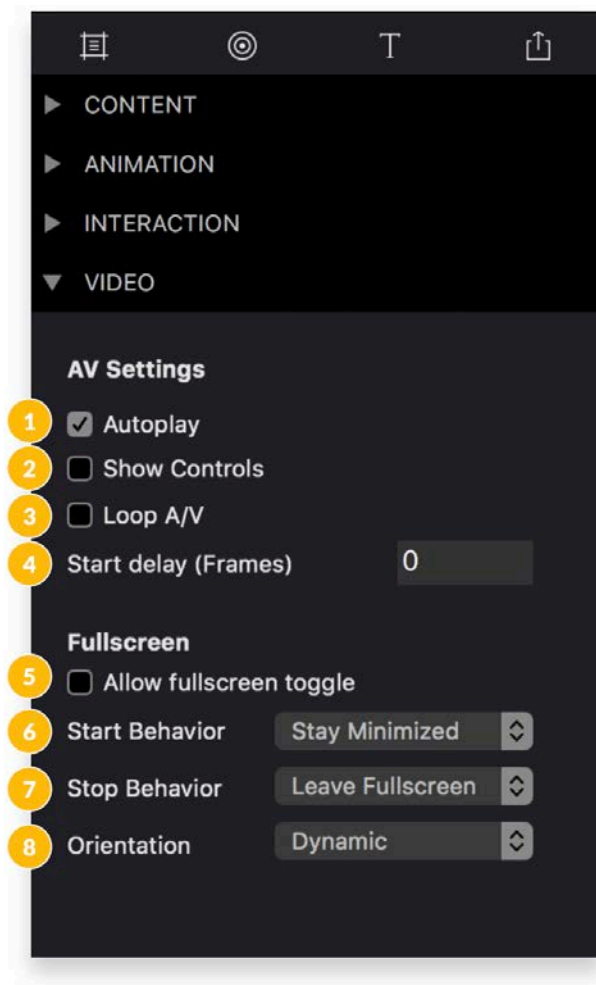 T
CONTENT
ANIMATION
INTERACTION
VIDEO
AV Settings
1 Autoplay
2 Show Controls
3 Loop A/V
4 Start delay (Frames) 0
Fullscreen
5 Allow fullscreen toggle
6 Start Behavior Stay Minimized
7 Stop Behavior Leave Fullscreen
8 Orientation Dynamic